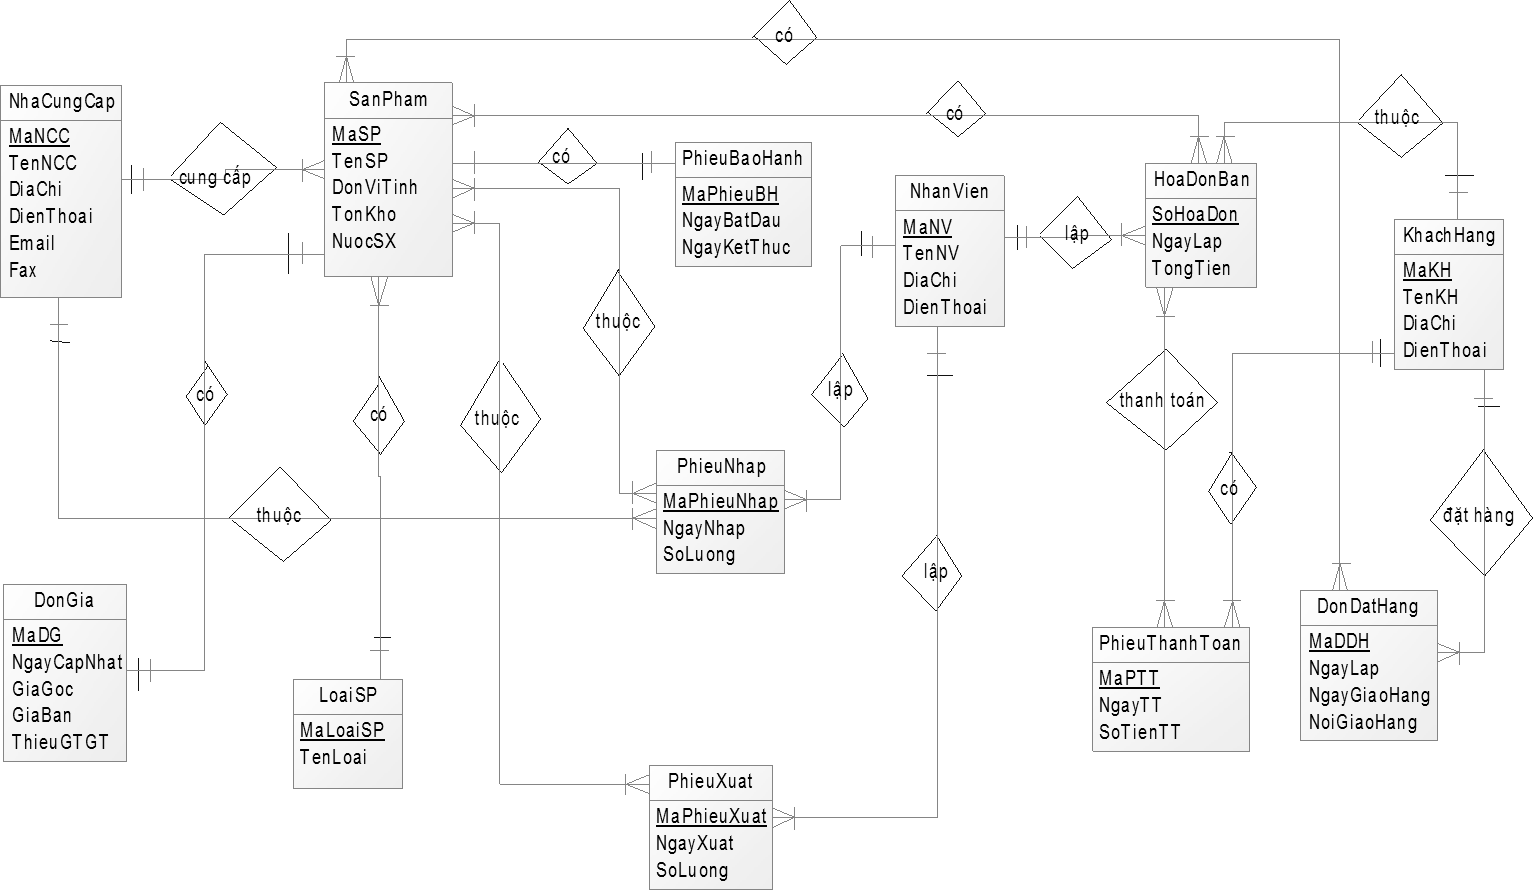 có
NhaCungCap
MaNCC
TenNCC
DiaChi
DienThoai
Email
Fax
cung cấp
SanPham
MaSP
TenSP
DonViTinh
TonKho
NuocSX
có
có
PhieuBaoHanh
MaPhieuBH
NgayBatDau
NgayKetThuc
NhanVien
MaNV
TenNV
DiaChi
DienThoai
lập
HoaDonBan
SoHoaDon
NgayLap
TongTien
thuộc
KhachHang
MaKH
TenKH
DiaChi
DienThoai
có
có
thuộc
thuộc
lập
thanh toán
có
đặt hàng
thuộc
PhieuNhap
MaPhieuNhap
NgayNhap
SoLuong
lập
DonGia
MaDG
NgayCapNhat
GiaGoc
GiaBan
ThieuGTGT
LoaiSP
MaLoaiSP
TenLoai
PhieuXuat
MaPhieuXuat
NgayXuat
SoLuong
PhieuThanhToan
MaPTT
NgayTT
SoTienTT
DonDatHang
MaDDH
NgayLap
NgayGiaoHang
NoiGiaoHang